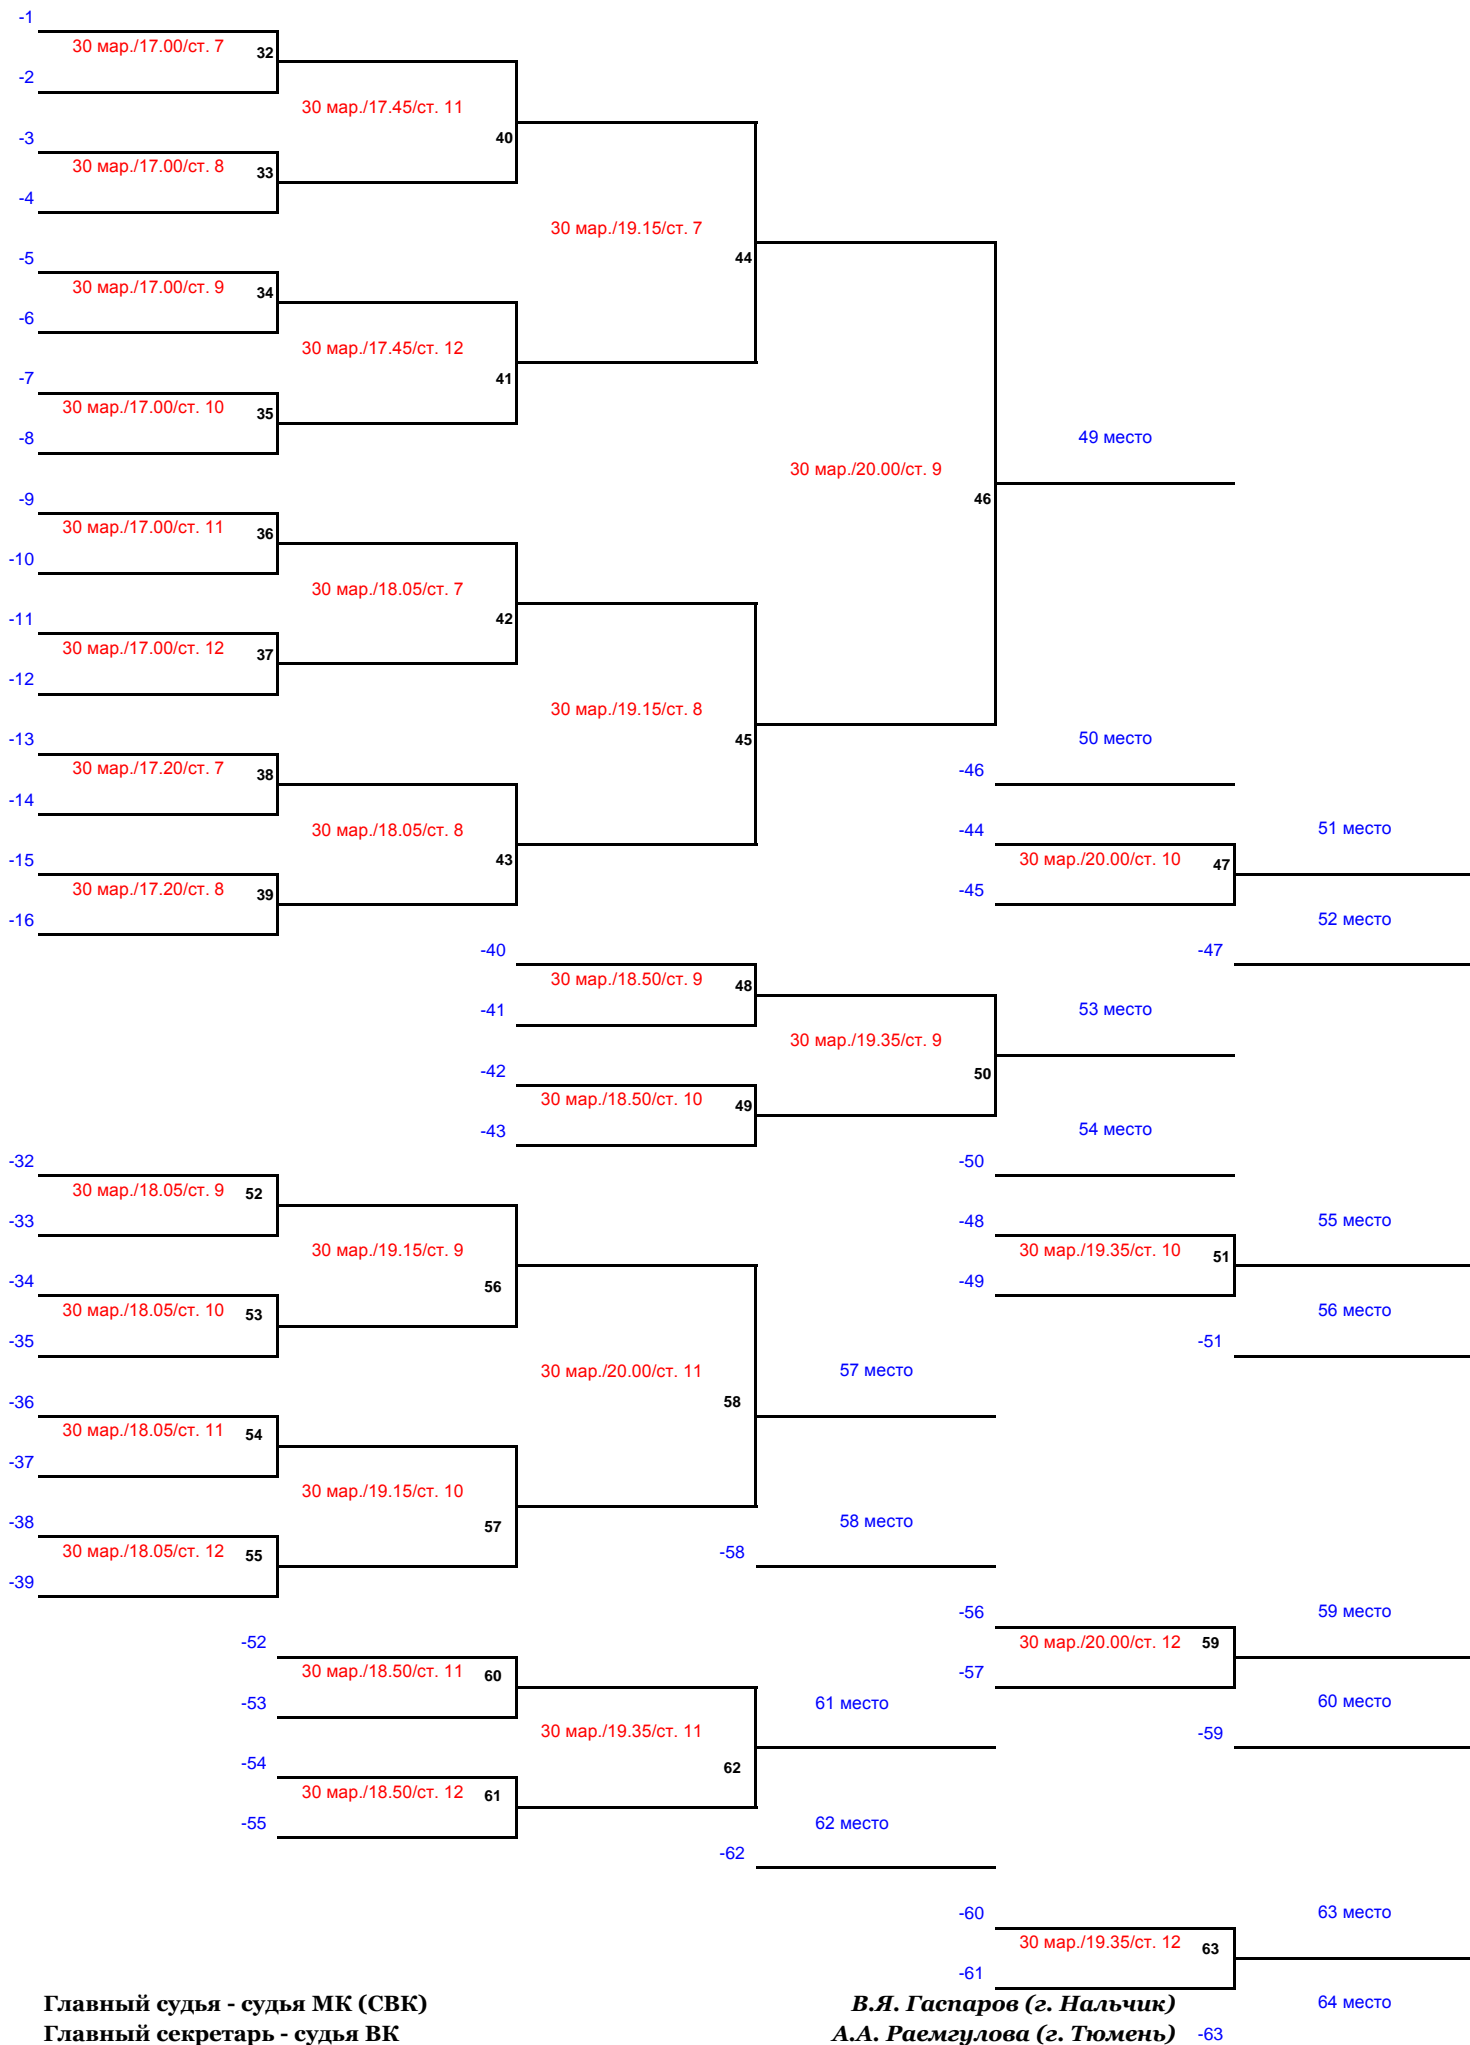 -1
30 мар./17.00/ст. 7 32
-2
30 мар./17.45/ст. 11
-3
40
30 мар./17.00/ст. 8 33
-4
30 мар./19.15/ст. 7
-5
44
30 мар./17.00/ст. 9 34
-6
30 мар./17.45/ст. 12
-7
41
30 мар./17.00/ст. 10 35
-8
49 место
30 мар./20.00/ст. 9
-9
46
30 мар./17.00/ст. 11 36
-10
30 мар./18.05/ст. 7
-11
42
30 мар./17.00/ст. 12 37
-12
30 мар./19.15/ст. 8
-13
45
50 место
30 мар./17.20/ст. 7 38
-46
-14
30 мар./18.05/ст. 8
-44
51 место
-15
43
30 мар./20.00/ст. 10 47
30 мар./17.20/ст. 8 39
-45
-16
52 место
-40
-47
30 мар./18.50/ст. 9 48
-41
53 место
30 мар./19.35/ст. 9
-42
50
30 мар./18.50/ст. 10 49
-43
54 место
-32
-50
30 мар./18.05/ст. 9 52
-33
-48
55 место
30 мар./19.15/ст. 9
30 мар./19.35/ст. 10 51
-34
56
-49
30 мар./18.05/ст. 10 53
56 место
-35
-51
30 мар./20.00/ст. 11
57 место
-36
58
30 мар./18.05/ст. 11 54
-37
30 мар./19.15/ст. 10
-38
57
58 место
30 мар./18.05/ст. 12 55
-58
-39
-56
59 место
-52
30 мар./20.00/ст. 12 59
30 мар./18.50/ст. 11 60
-57
-53
61 место
60 место
30 мар./19.35/ст. 11
-59
-54
62
30 мар./18.50/ст. 12 61
-55
62 место
-62
-60
63 место
30 мар./19.35/ст. 12 63
-61
Главный судья - судья МК (СВК) В.Я. Гаспаров (г. Нальчик) 64 место
Главный секретарь - судья ВК А.А. Раемгулова (г. Тюмень) -63